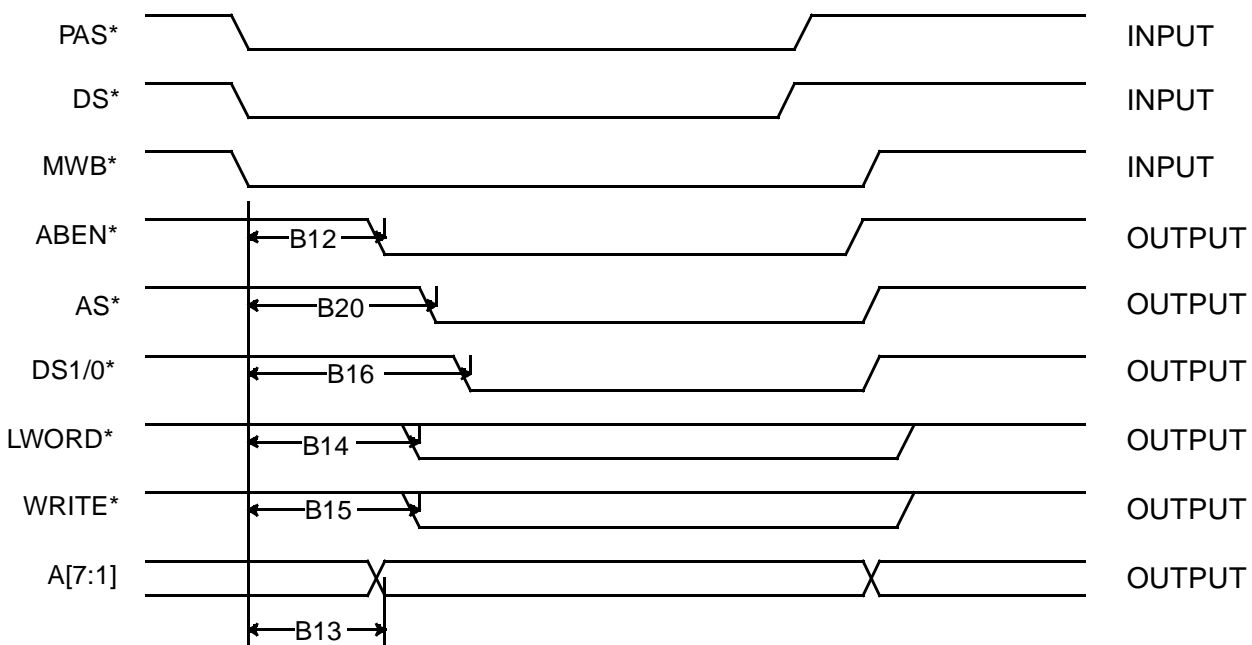 PAS* INPUT
DS* INPUT
MWB* INPUT
ABEN* B12 OUTPUT
AS* B20 OUTPUT
DS1/0* B16 OUTPUT
LWORD* B14 OUTPUT
WRITE* B15 OUTPUT
A[7:1] OUTPUT
B13